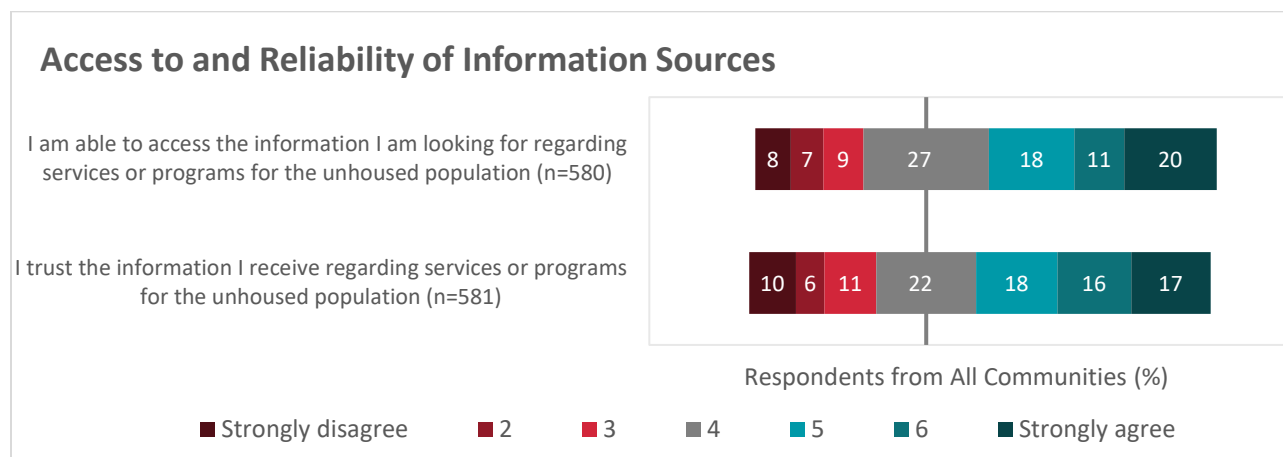 Access to and Reliability of Information Sources
I am able to access the information I am looking for regarding
services or programs for the unhoused population (n=580)
8 7 9 27 18 11 20
I trust the information I receive regarding services or programs
for the unhoused population (n=581)
10 6 11 22 18 16 17
Respondents from All Communities (%)
Strongly disagree 2 3 4 5 6 Strongly agree